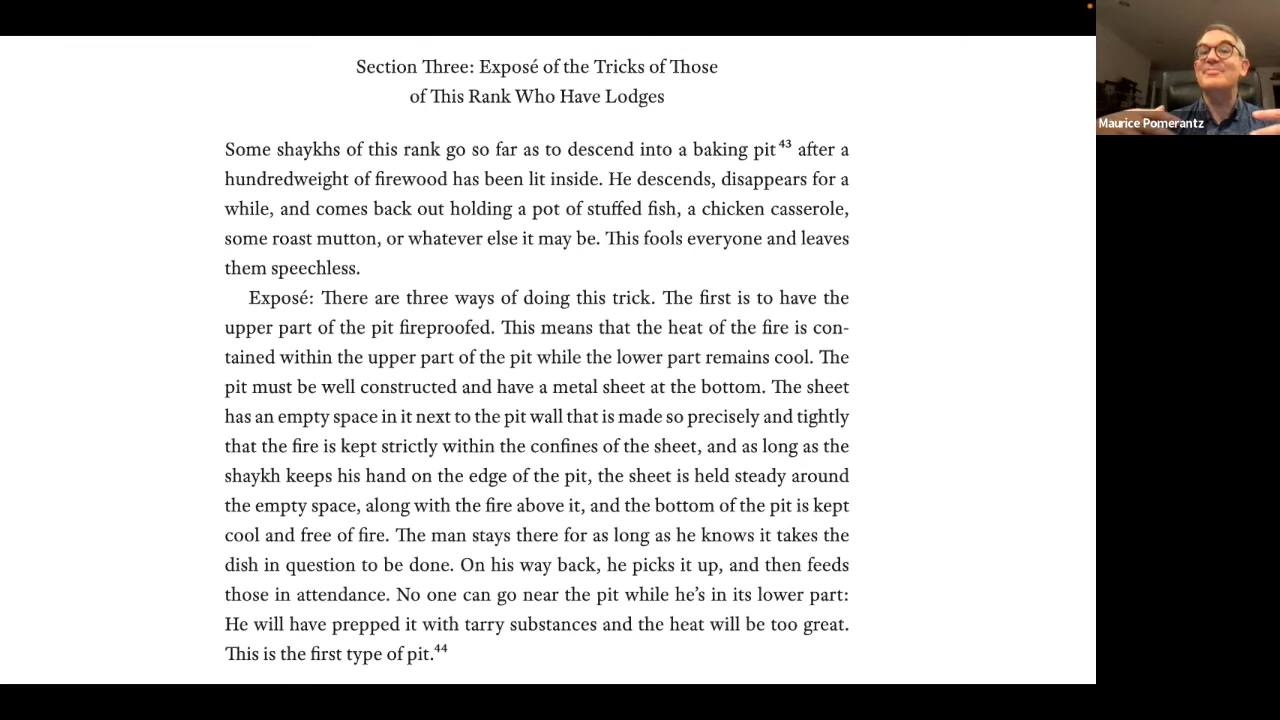 Section Three: Exposé of the Tricks of Those
of This Rank Who Have Lodges
Some shaykhs of this rank go so far as to descend into a baking pit⁴³ after a
hundredweight of firewood has been lit inside. He descends, disappears for a
while, and comes back out holding a pot of stuffed fish, a chicken casserole,
some roast mutton, or whatever else it may be. This fools everyone and leaves
them speechless.
Exposé: There are three ways of doing this trick. The first is to have the
upper part of the pit fireproofed. This means that the heat of the fire is con-
tained within the upper part of the pit while the lower part remains cool. The
pit must be well constructed and have a metal sheet at the bottom. The sheet
has an empty space in it next to the pit wall that is made so precisely and tightly
that the fire is kept strictly within the confines of the sheet, and as long as the
shaykh keeps his hand on the edge of the pit, the sheet is held steady around
the empty space, along with the fire above it, and the bottom of the pit is kept
cool and free of fire. The man stays there for as long as he knows it takes the
dish in question to be done. On his way back, he picks it up, and then feeds
those in attendance. No one can go near the pit while he’s in its lower part:
He will have prepped it with tarry substances and the heat will be too great.
This is the first type of pit.⁴⁴
Maurice Pomerantz